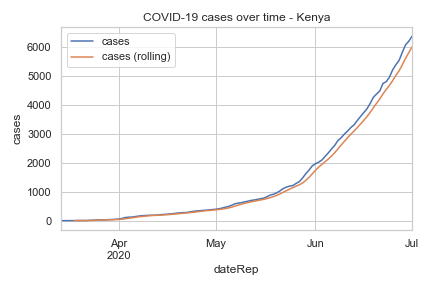 COVID-19 cases over time - Kenya
cases
cases (rolling)
6000
5000
4000
3000
2000
1000
0
cases
Apr
2020
May
Jun
Jul
dateRep